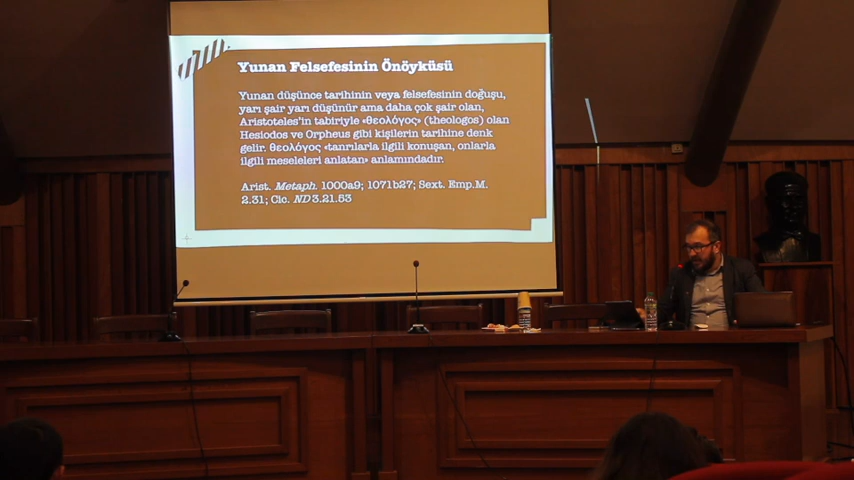 Yunan Felsefesinin Önöyküsü
Yunan düşünce tarihinin veya felsefesinin doğuşu,
yarı şair yarı düşünür ama daha çok şair olan,
Aristoteles'in tabiriyle «θεολόγος» (theologos) olan
Hesiodos ve Orpheus gibi kişilerin tarihine denk
gelir. θεολόγος «tanrılarla ilgili konuşan, onlarla
ilgili meseleleri anlatan» anlamındadır.
Arist. Metaph. 1000a9; 1071b27; Sext. Emp.M.
2.31; Cic. ND 3.21.53